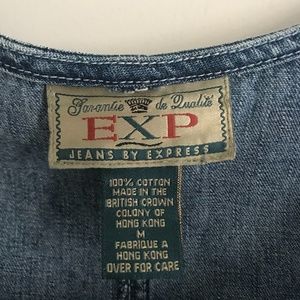 Garantie de Qualité
EXP
JEANS BY EXPRESS
100% COTTON
MADE IN THE
BRITISH CROWN
COLONY OF
HONG KONG
M
FABRIQUE A
HONG KONG
OVER FOR CARE